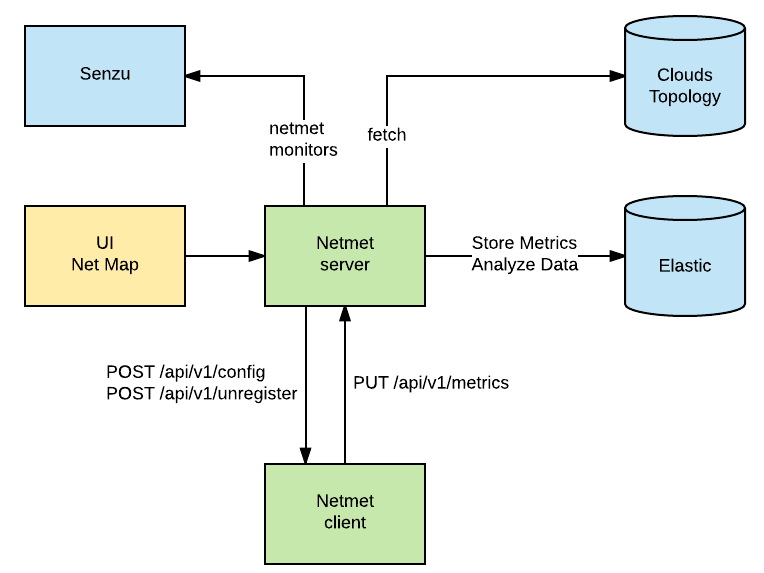 Senzu
Clouds
Topology
netmet
monitors
fetch
UI
Net Map
Netmet
server
Store Metrics
Analyze Data
Elastic
POST /api/v1/config
POST /api/v1/unregister
PUT /api/v1/metrics
Netmet
client